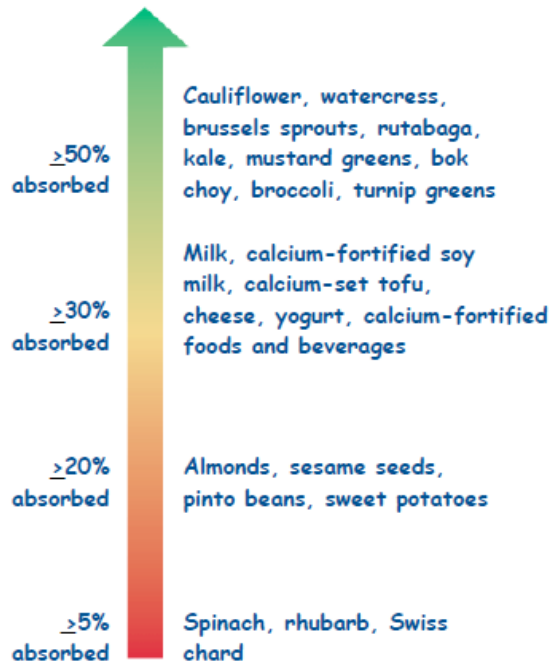 Cauliflower, watercress,
brussels sprouts, rutabaga,
≥50%
absorbed
kale, mustard greens, bok
choy, broccoli, turnip greens
Milk, calcium-fortified soy
milk, calcium-set tofu,
≥30%
absorbed
cheese, yogurt, calcium-fortified
foods and beverages
≥20%
absorbed
Almonds, sesame seeds,
pinto beans, sweet potatoes
≥5%
absorbed
Spinach, rhubarb, Swiss
chard